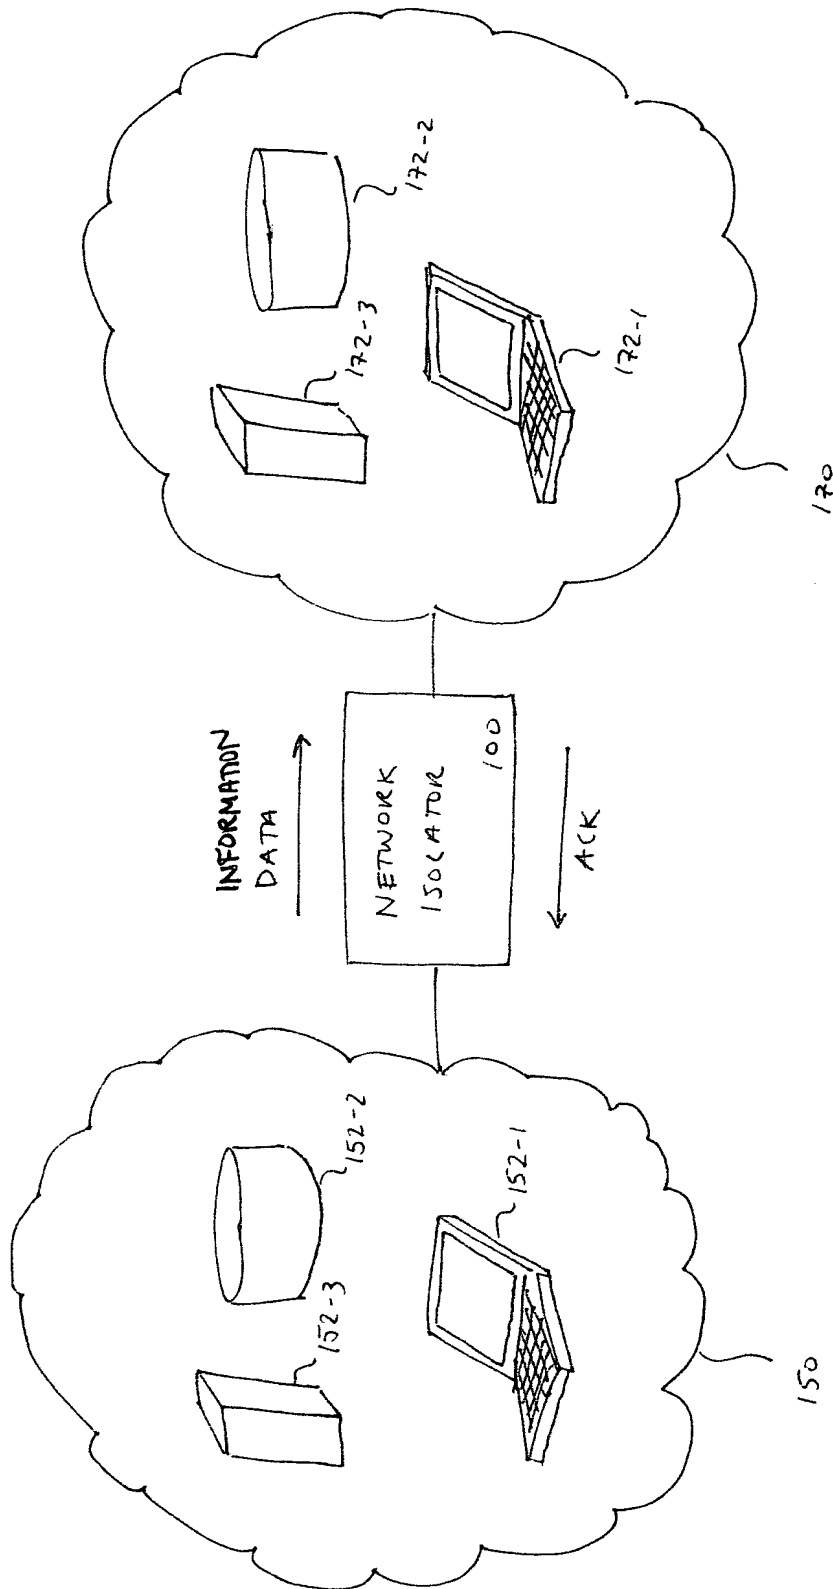 152-3
152-2
152-1
150
INFORMATION
DATA
NETWORK
ISOLATOR
100
ACK
172-3
172-2
172-1
170